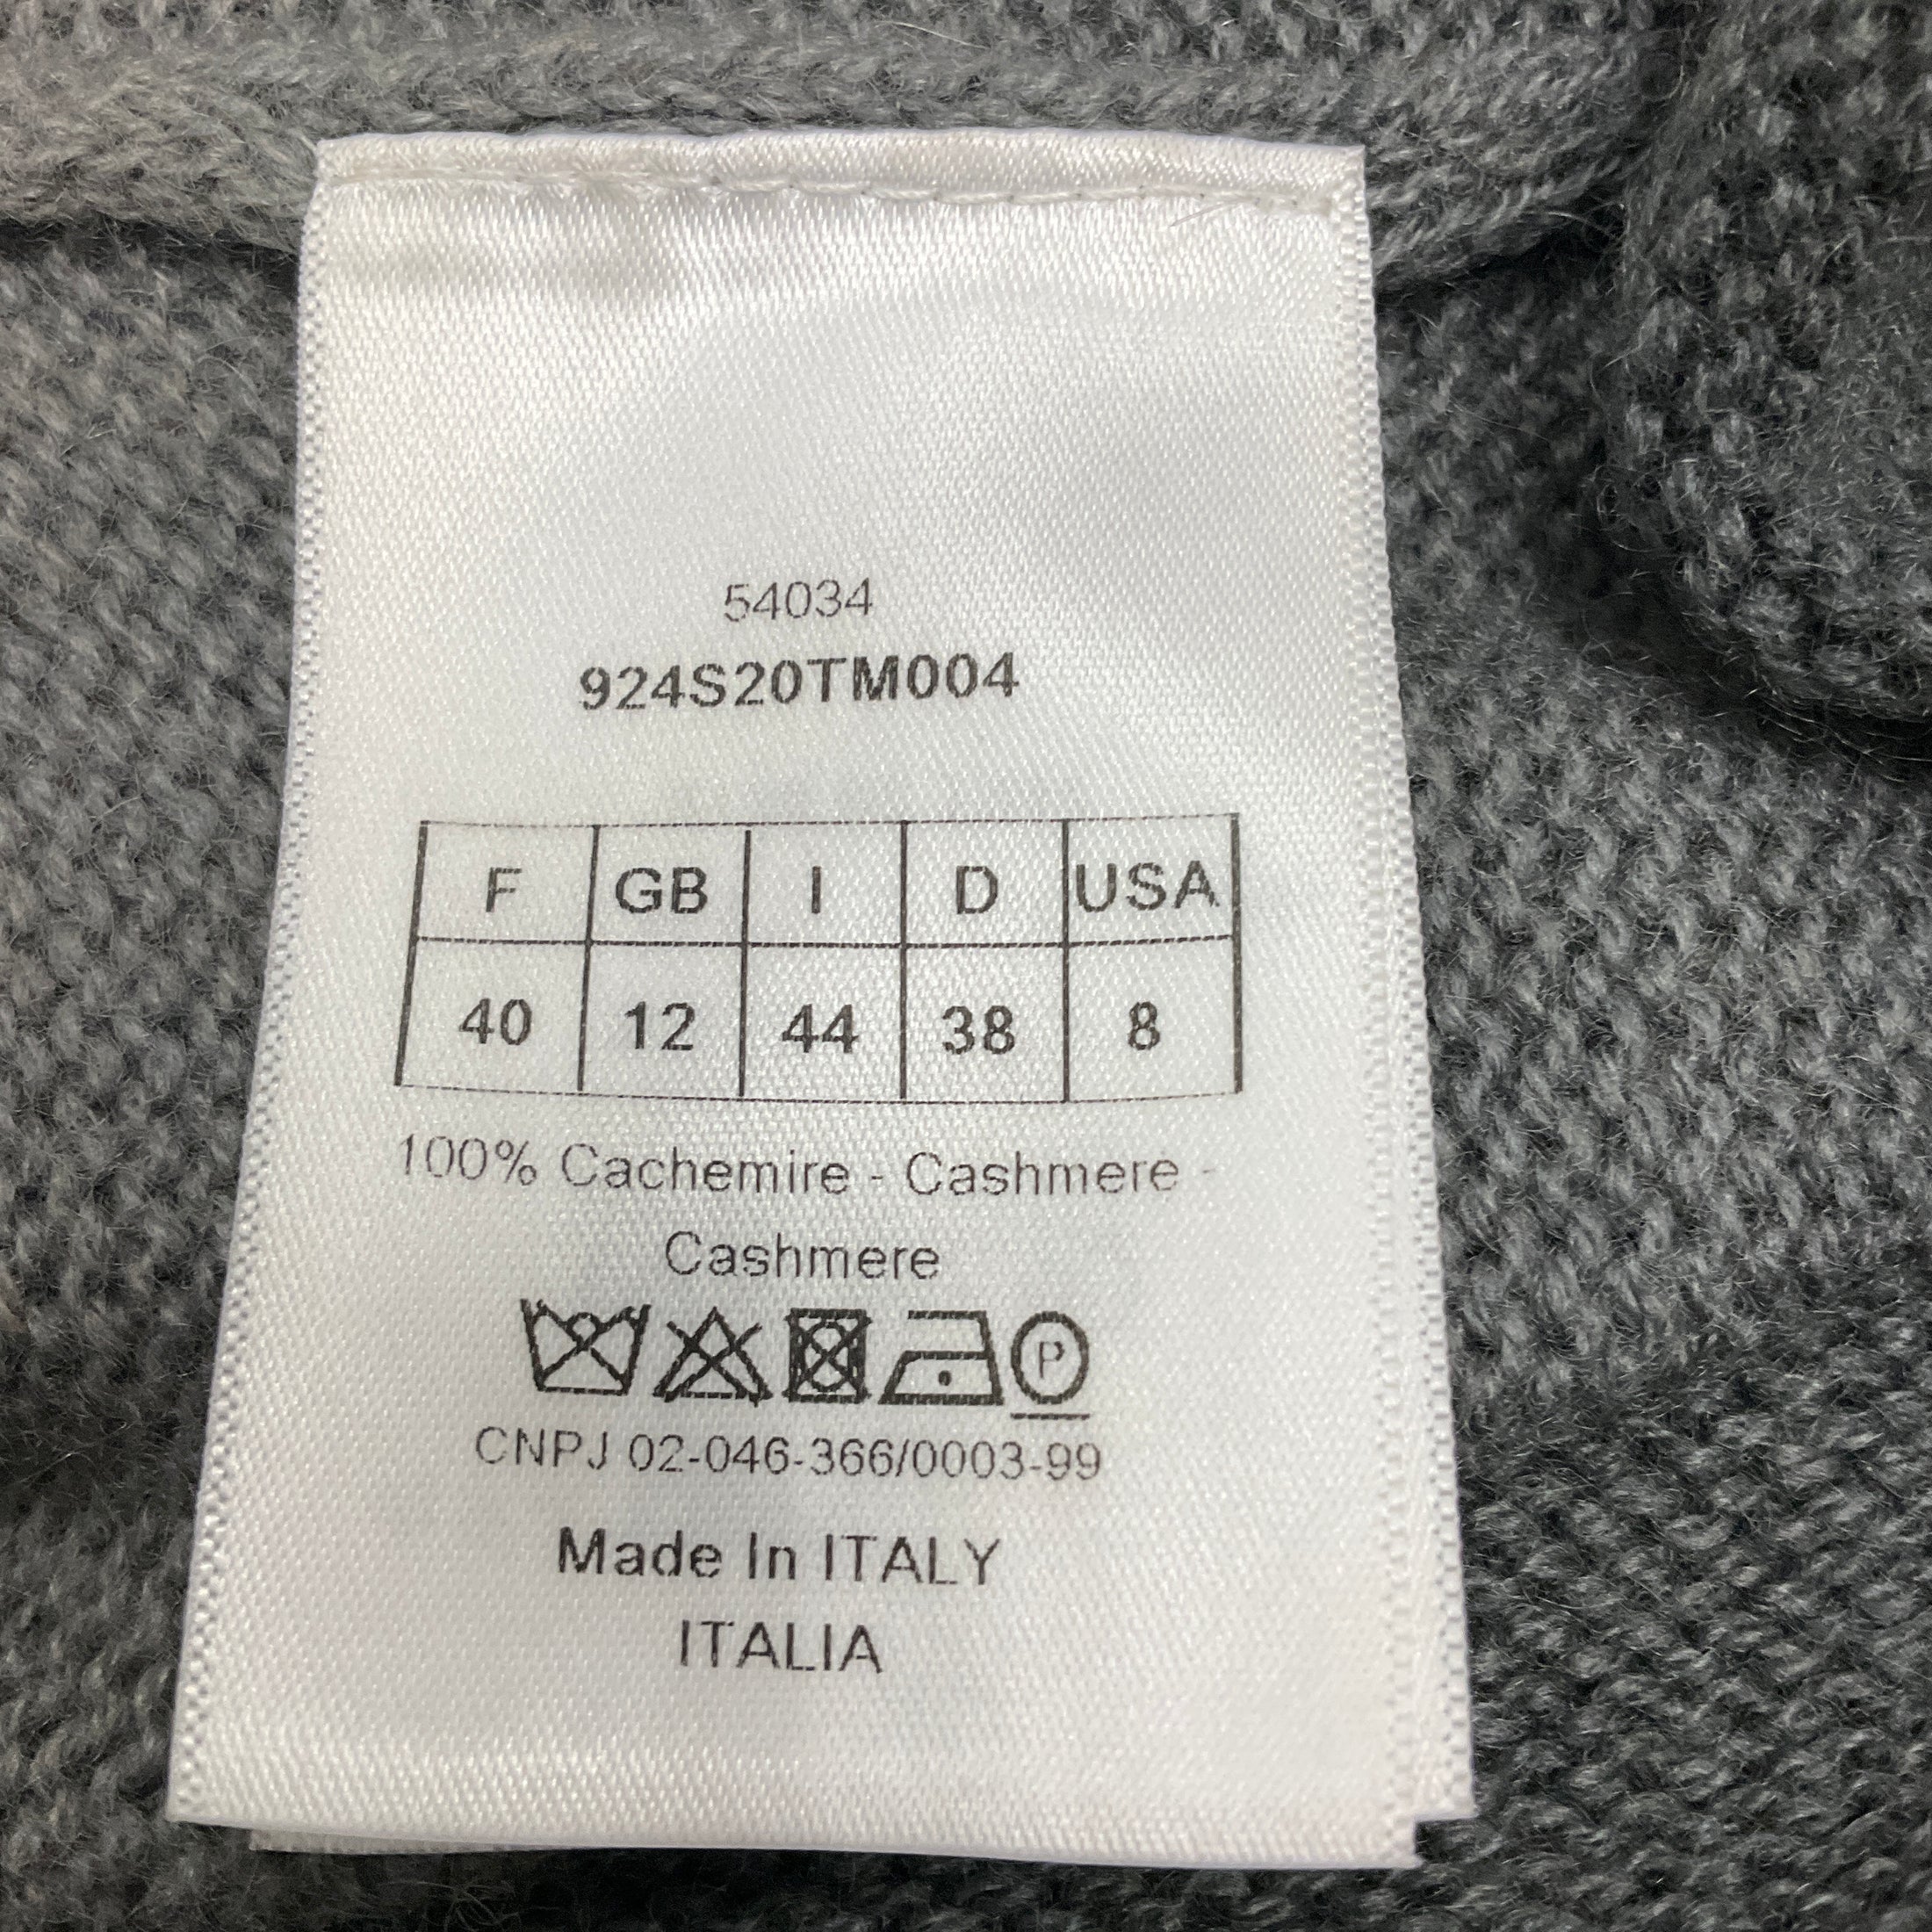 54034
924S20TM004
F GB I D USA
40 12 44 38 8
100% Cachemire - Cashmere -
Cashmere
P
CNPJ 02-046-366/0003-99
Made In ITALY
ITALIA